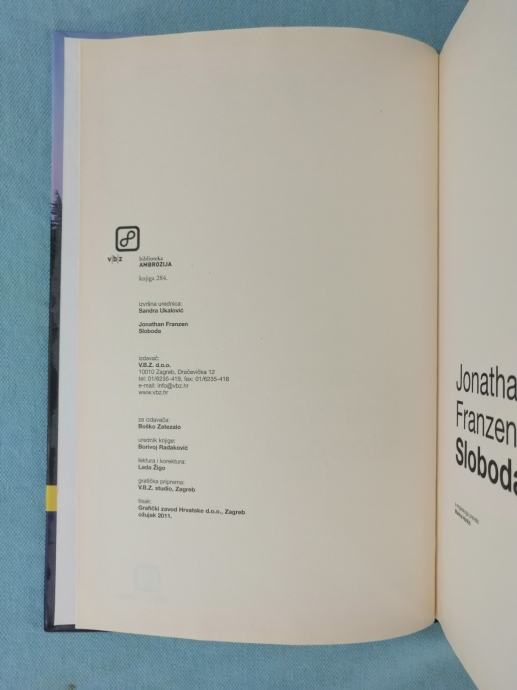 v|b|z
biblioteka
AMBROZIJA
knjiga 284.
izvršna urednica:
Sandra Ukalović
Jonathan Franzen
Sloboda
izdavač:
V.B.Z. d.o.o.
10010 Zagreb, Dračevička 12
tel: 01/6235-419, fax: 01/6235-418
e-mail: info@vbz.hr
www.vbz.hr
za izdavača:
Boško Zatezalo
urednik knjige:
Borivoj Radaković
lektura i korektura:
Lada Žigo
grafička priprema:
V.B.Z. studio, Zagreb
tisak:
Grafički zavod Hrvatske d.o.o., Zagreb
ožujak 2011.
Jonatha
Franzen
Sloboda